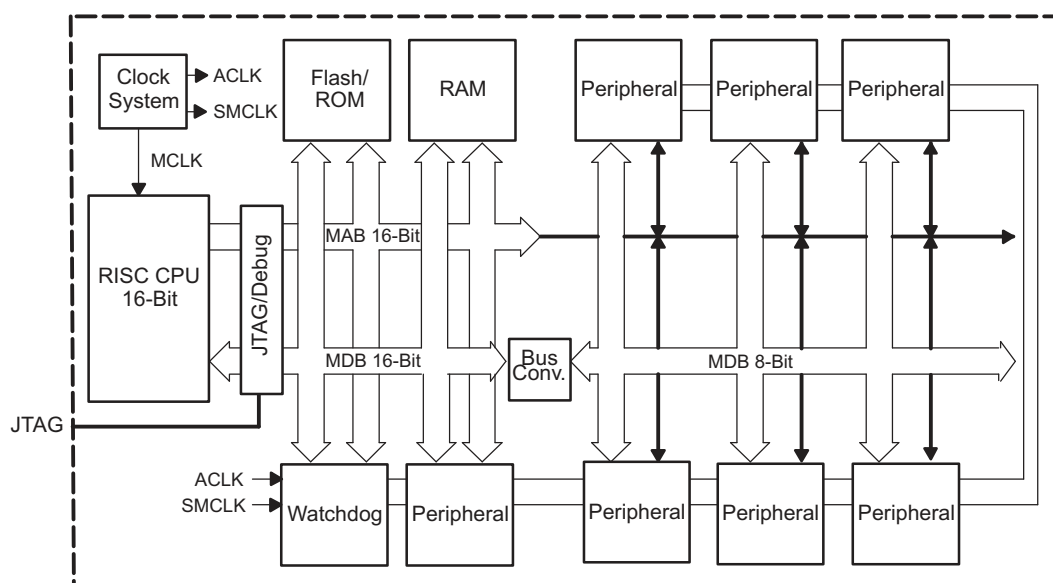 Clock
System
ACLK
SMCLK
MCLK
Flash/
ROM
RAM
Peripheral
Peripheral
Peripheral
RISC CPU
16-Bit
JTAG/Debug
MAB 16-Bit
MDB 16-Bit
Bus
Conv.
MDB 8-Bit
JTAG
ACLK
SMCLK
Watchdog
Peripheral
Peripheral
Peripheral
Peripheral